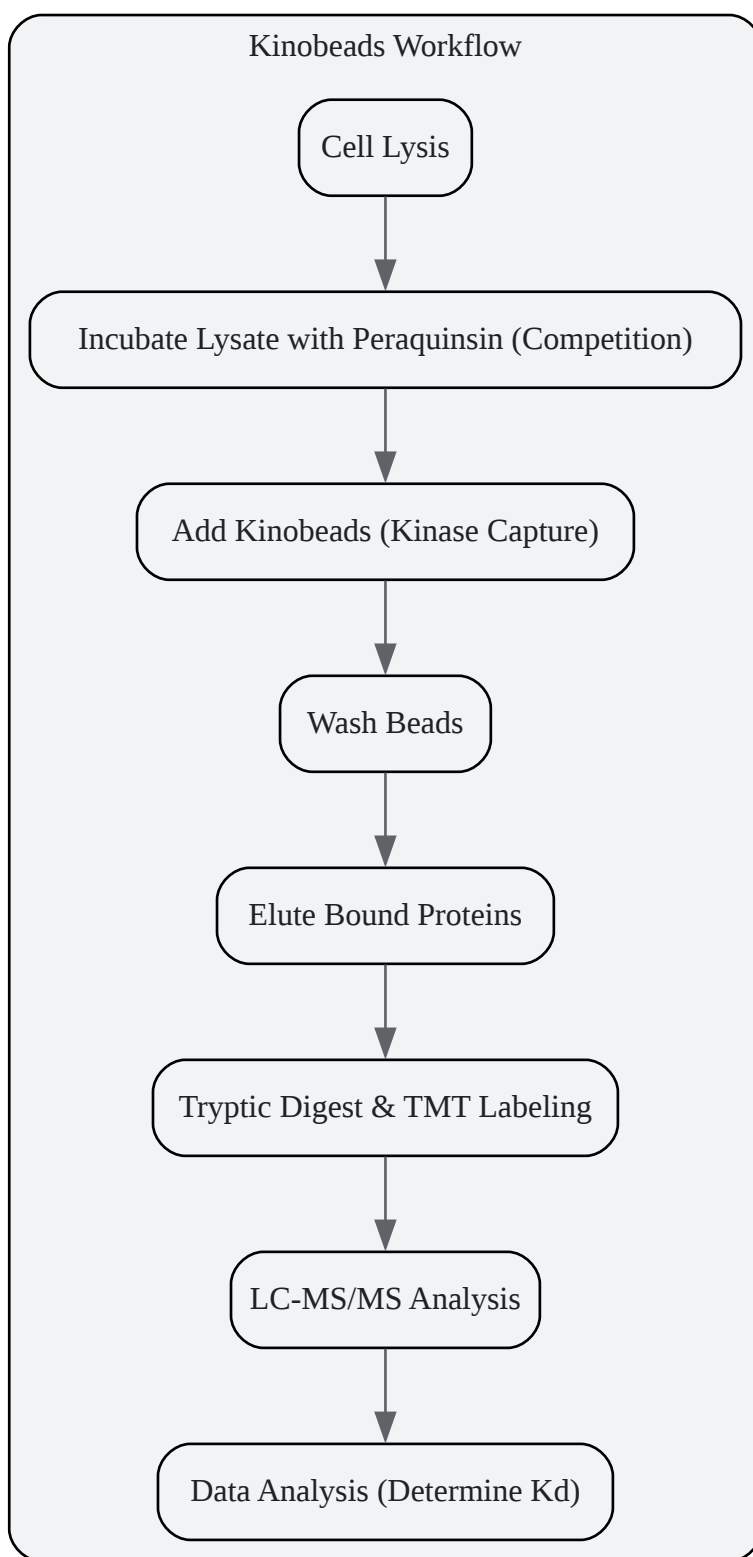 Kinobeads Workflow
Cell Lysis
Incubate Lysate with Peraquinsin (Competition)
Add Kinobeads (Kinase Capture)
Wash Beads
Elute Bound Proteins
Tryptic Digest & TMT Labeling
LC-MS/MS Analysis
Data Analysis (Determine Kd)